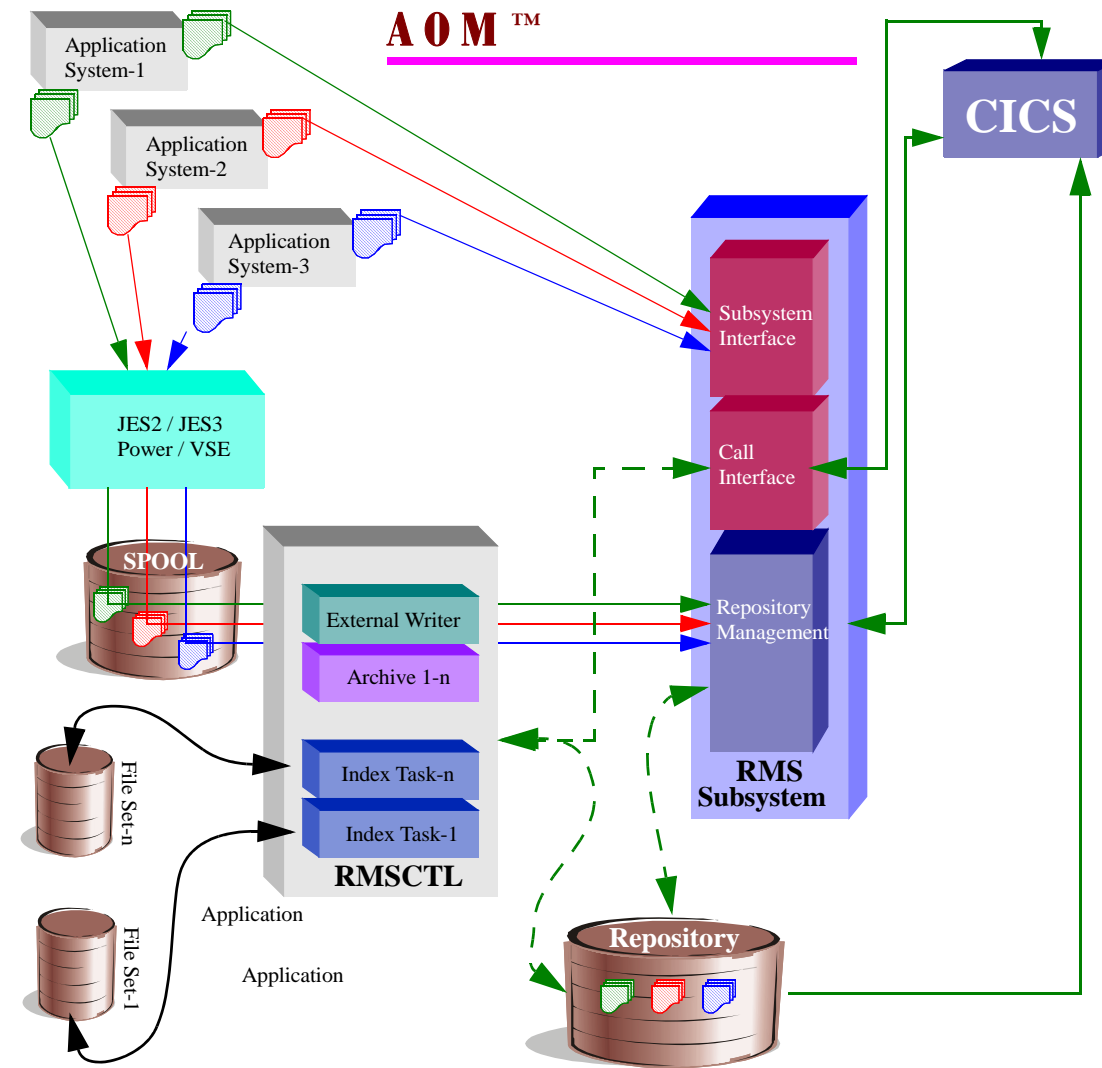 A O M ™
Application
System-1
CICS
Application
System-2
Application
System-3
Subsystem
Interface
JES2 / JES3
Power / VSE
Call
Interface
SPOOL
External Writer
Repository
Management
Archive 1-n
Index Task-n
RMS
Subsystem
File Set-n
Index Task-1
RMSCTL
Application
File Set-1
Repository
Application